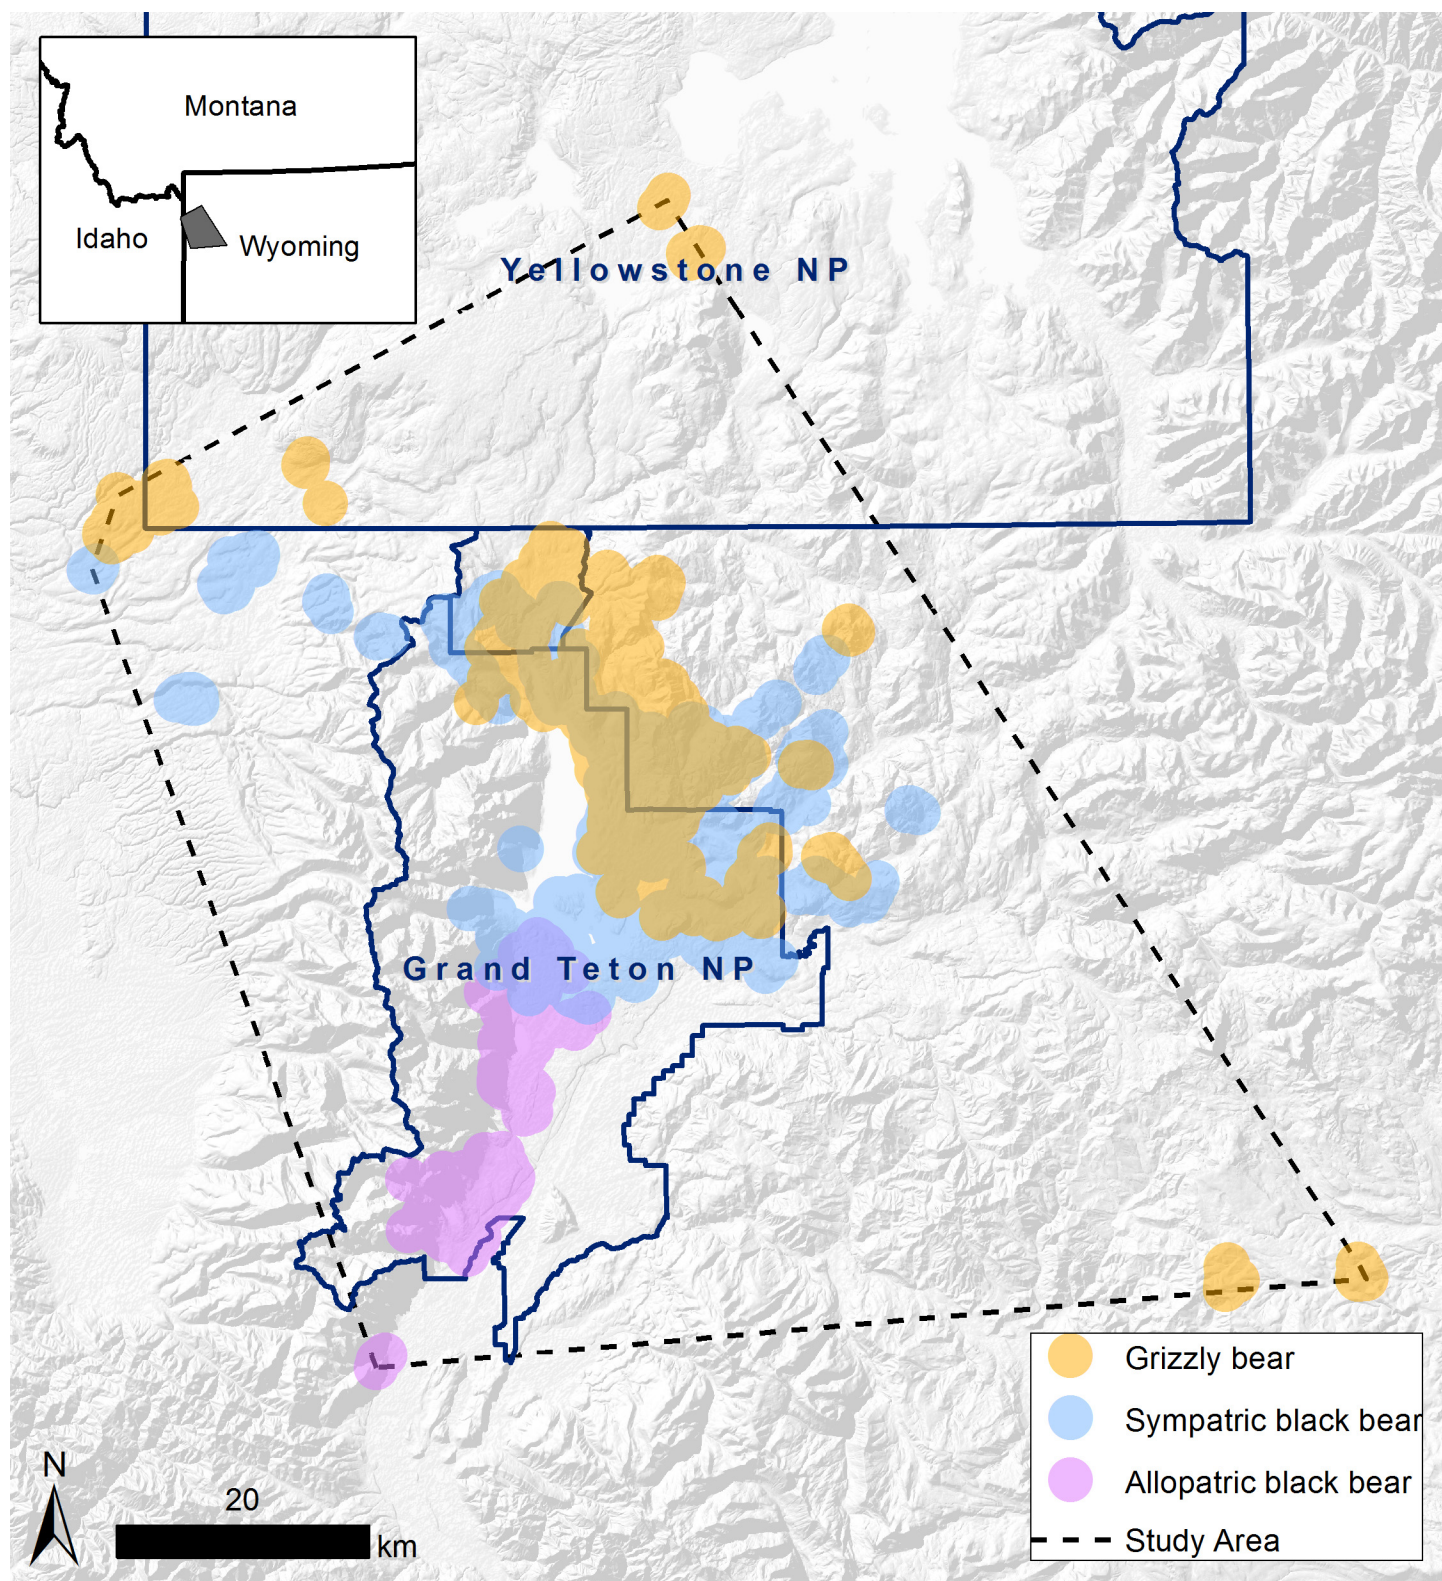 Montana
Idaho
Wyoming
Yellowstone NP
Grand Teton NP
Grizzly bear
Sympatric black bear
Allopatric black bear
Study Area
N
20
km